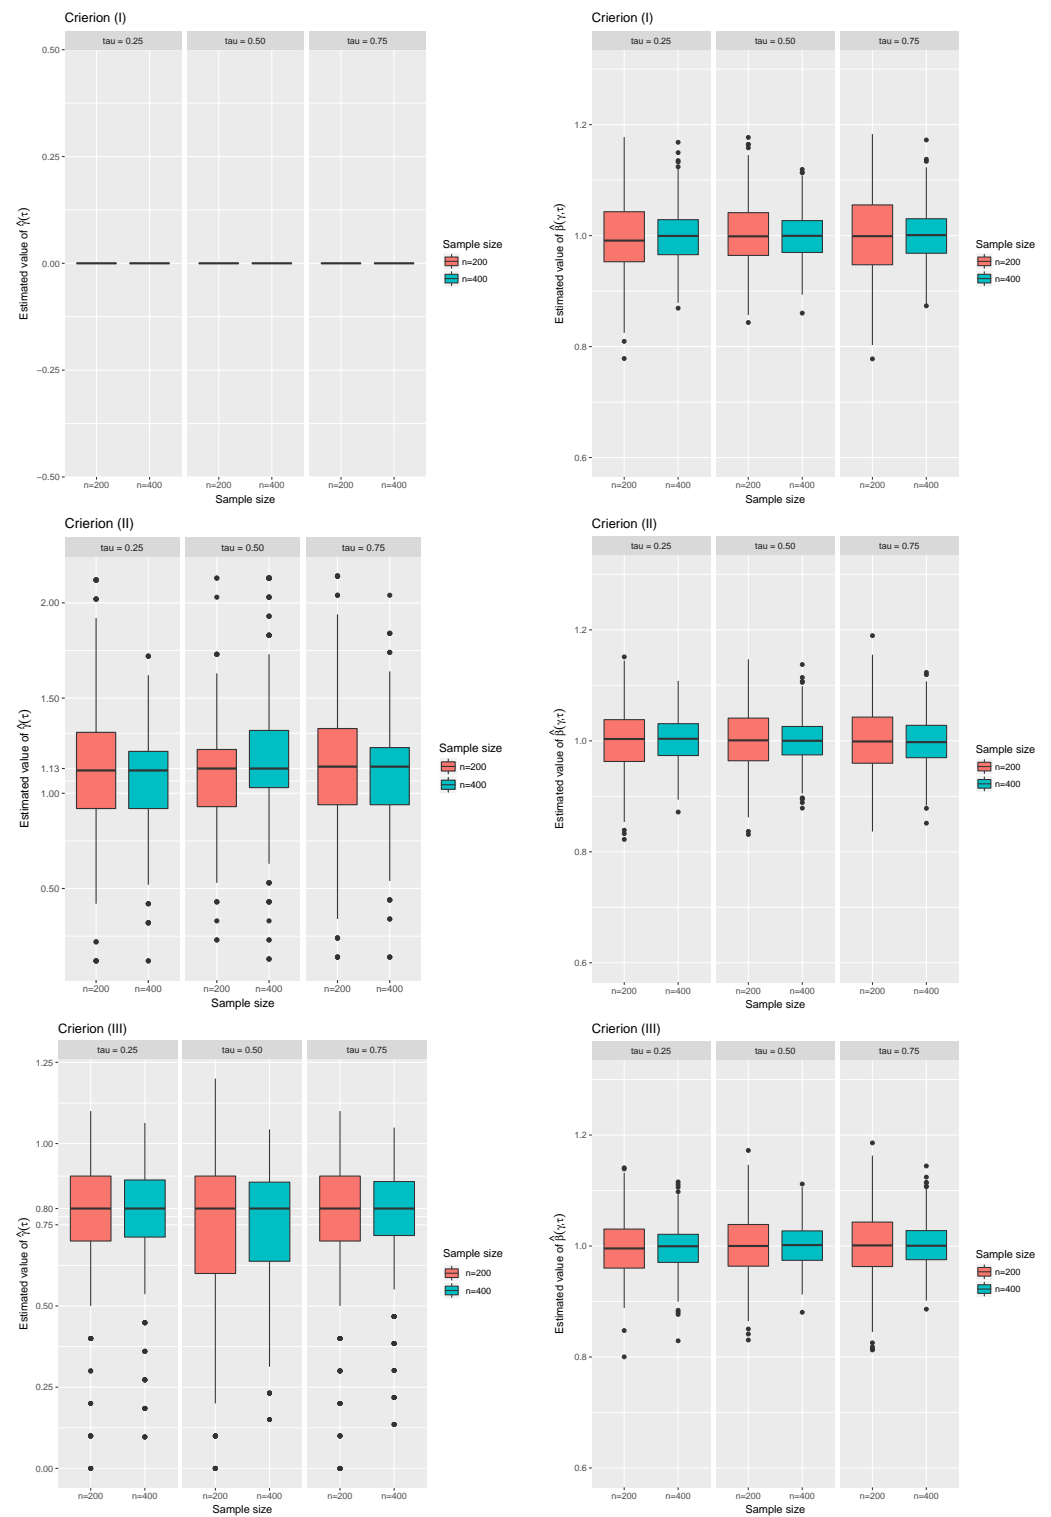 Crierion (I)
tau = 0.25
tau = 0.50
tau = 0.75
0.50
0.25
0.00
−0.25
−0.50
Estimated value of γ̂(τ)
n=200
n=400
n=200
n=400
n=200
n=400
Sample size
Sample size
n=200
n=400
Crierion (I)
tau = 0.25
tau = 0.50
tau = 0.75
1.2
1.0
0.8
0.6
Estimated value of β̂(γ,τ)
n=200
n=400
n=200
n=400
n=200
n=400
Sample size
Sample size
n=200
n=400
Crierion (II)
tau = 0.25
tau = 0.50
tau = 0.75
2.00
1.50
1.13
1.00
0.50
Estimated value of γ̂(τ)
n=200
n=400
n=200
n=400
n=200
n=400
Sample size
Sample size
n=200
n=400
Crierion (II)
tau = 0.25
tau = 0.50
tau = 0.75
1.2
1.0
0.8
0.6
Estimated value of β̂(γ,τ)
n=200
n=400
n=200
n=400
n=200
n=400
Sample size
Sample size
n=200
n=400
Crierion (III)
tau = 0.25
tau = 0.50
tau = 0.75
1.25
1.00
0.80
0.75
0.50
0.25
0.00
Estimated value of γ̂(τ)
n=200
n=400
n=200
n=400
n=200
n=400
Sample size
Sample size
n=200
n=400
Crierion (III)
tau = 0.25
tau = 0.50
tau = 0.75
1.2
1.0
0.8
0.6
Estimated value of β̂(γ,τ)
n=200
n=400
n=200
n=400
n=200
n=400
Sample size
Sample size
n=200
n=400